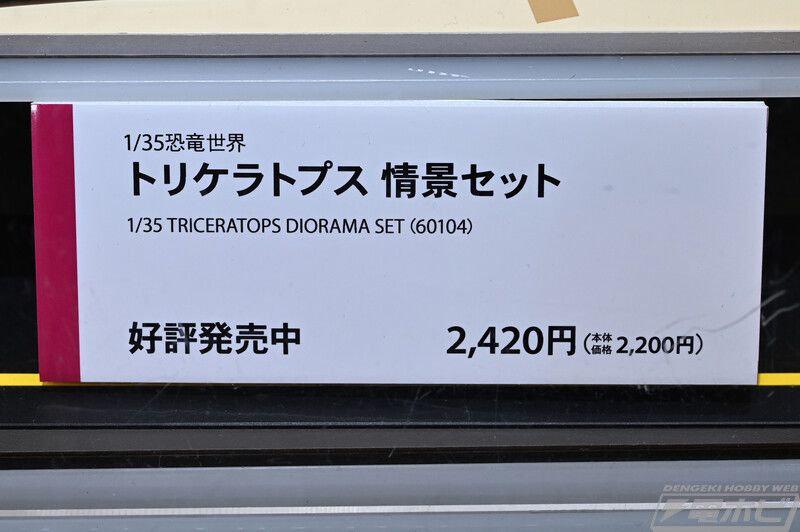 1/35恐竜世界
トリケラトプス 情景セット
1/35 TRICERATOPS DIORAMA SET (60104)
好評発売中 2,420円(本体価格 2,200円)
DENGEKI HOBBY WEB
電ホビ